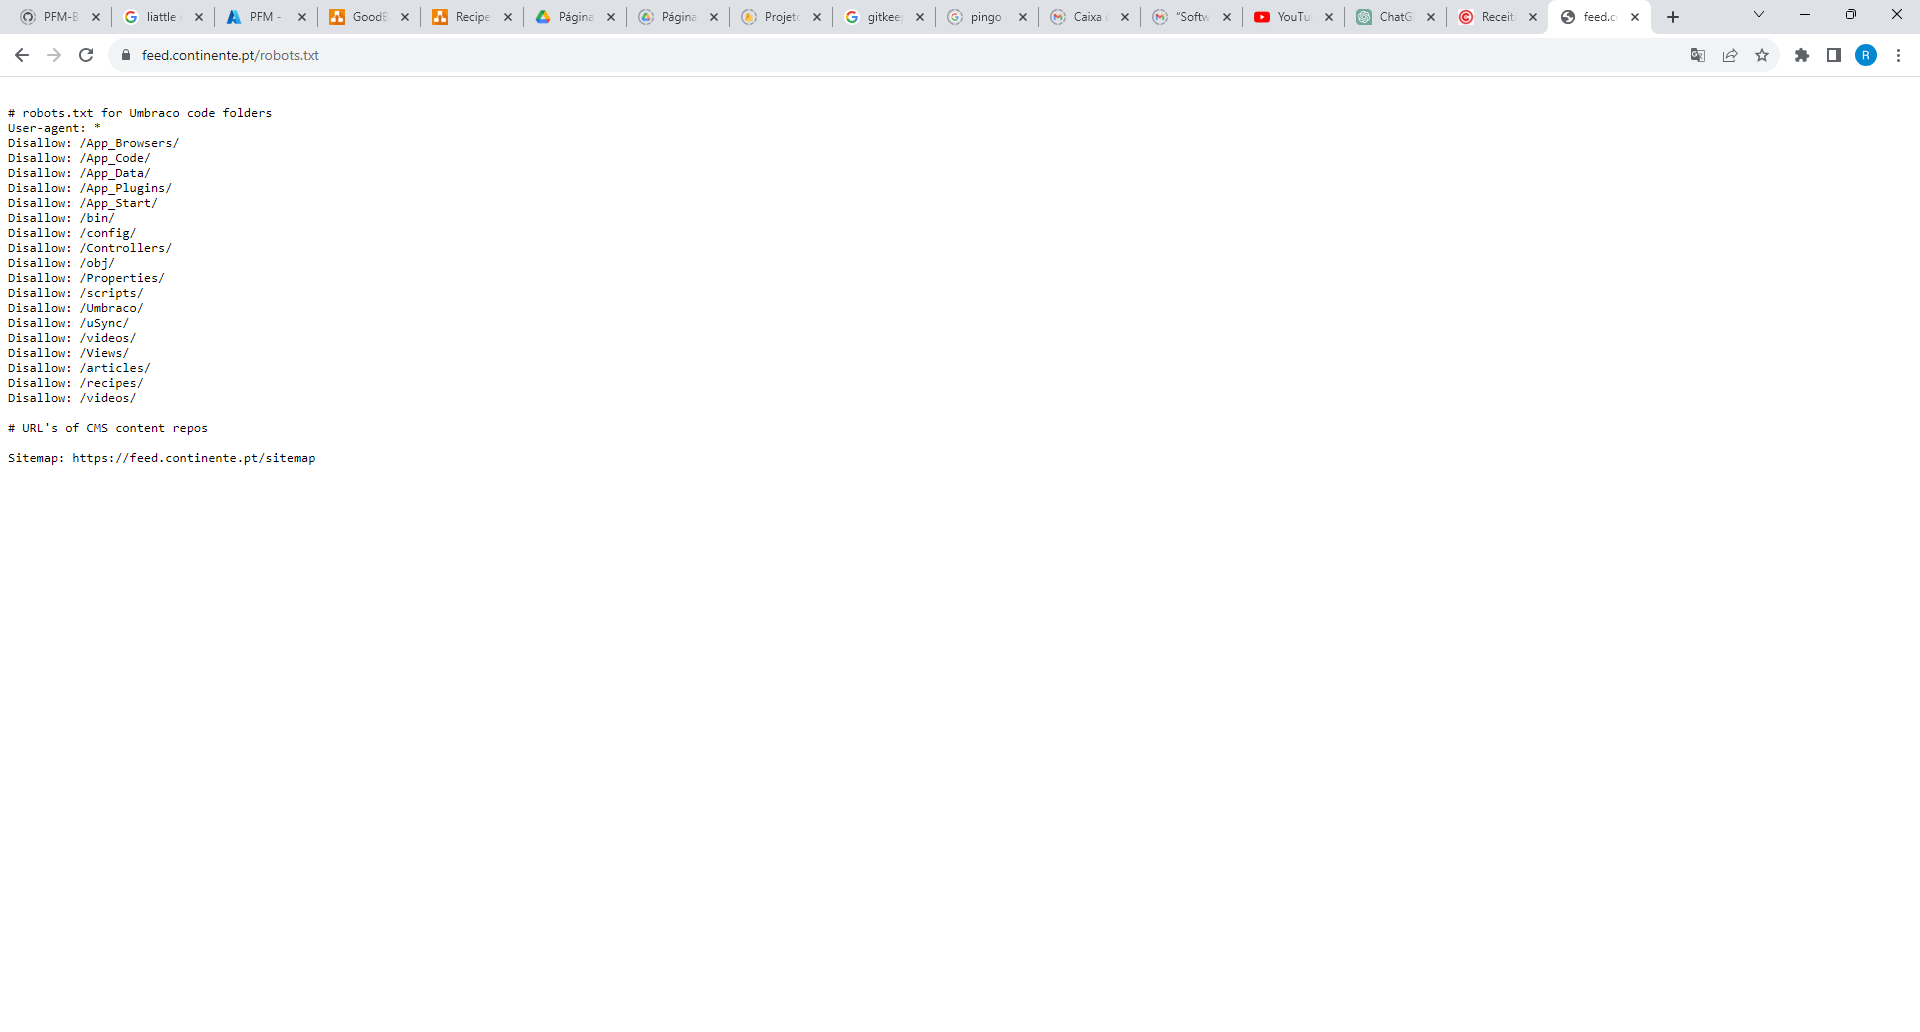 PFM-B
liattle
PFM -
GoodB
Recipe
Página
Página
Projeto
gitkee
pingo
Caixa
"Softw
YouTu
ChatG
Receit
feed.c
feed.continente.pt/robots.txt
R
# robots.txt for Umbraco code folders
User-agent: *
Disallow: /App_Browsers/
Disallow: /App_Code/
Disallow: /App_Data/
Disallow: /App_Plugins/
Disallow: /App_Start/
Disallow: /bin/
Disallow: /config/
Disallow: /Controllers/
Disallow: /obj/
Disallow: /Properties/
Disallow: /scripts/
Disallow: /Umbraco/
Disallow: /uSync/
Disallow: /videos/
Disallow: /Views/
Disallow: /articles/
Disallow: /recipes/
Disallow: /videos/
# URL's of CMS content repos
Sitemap: https://feed.continente.pt/sitemap